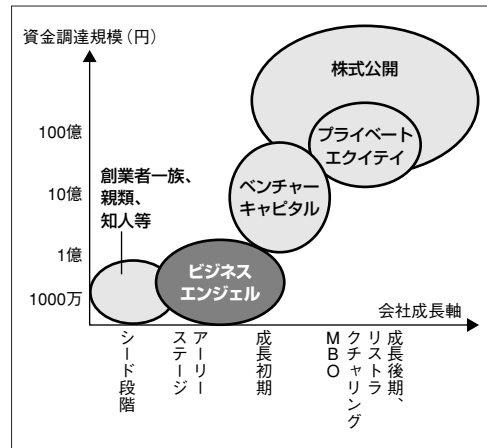 資金調達規模（円）
株式公開
100億
プライベート
エクイテイ
創業者一族、
親類、
知人等
10億
ベンチャー
キャピタル
1億
ビジネス
エンジェル
1000万
会社成長軸
シード段階
アーリー
ステージ
成長初期
成長後期、
リストラ
クチャリング
MBO